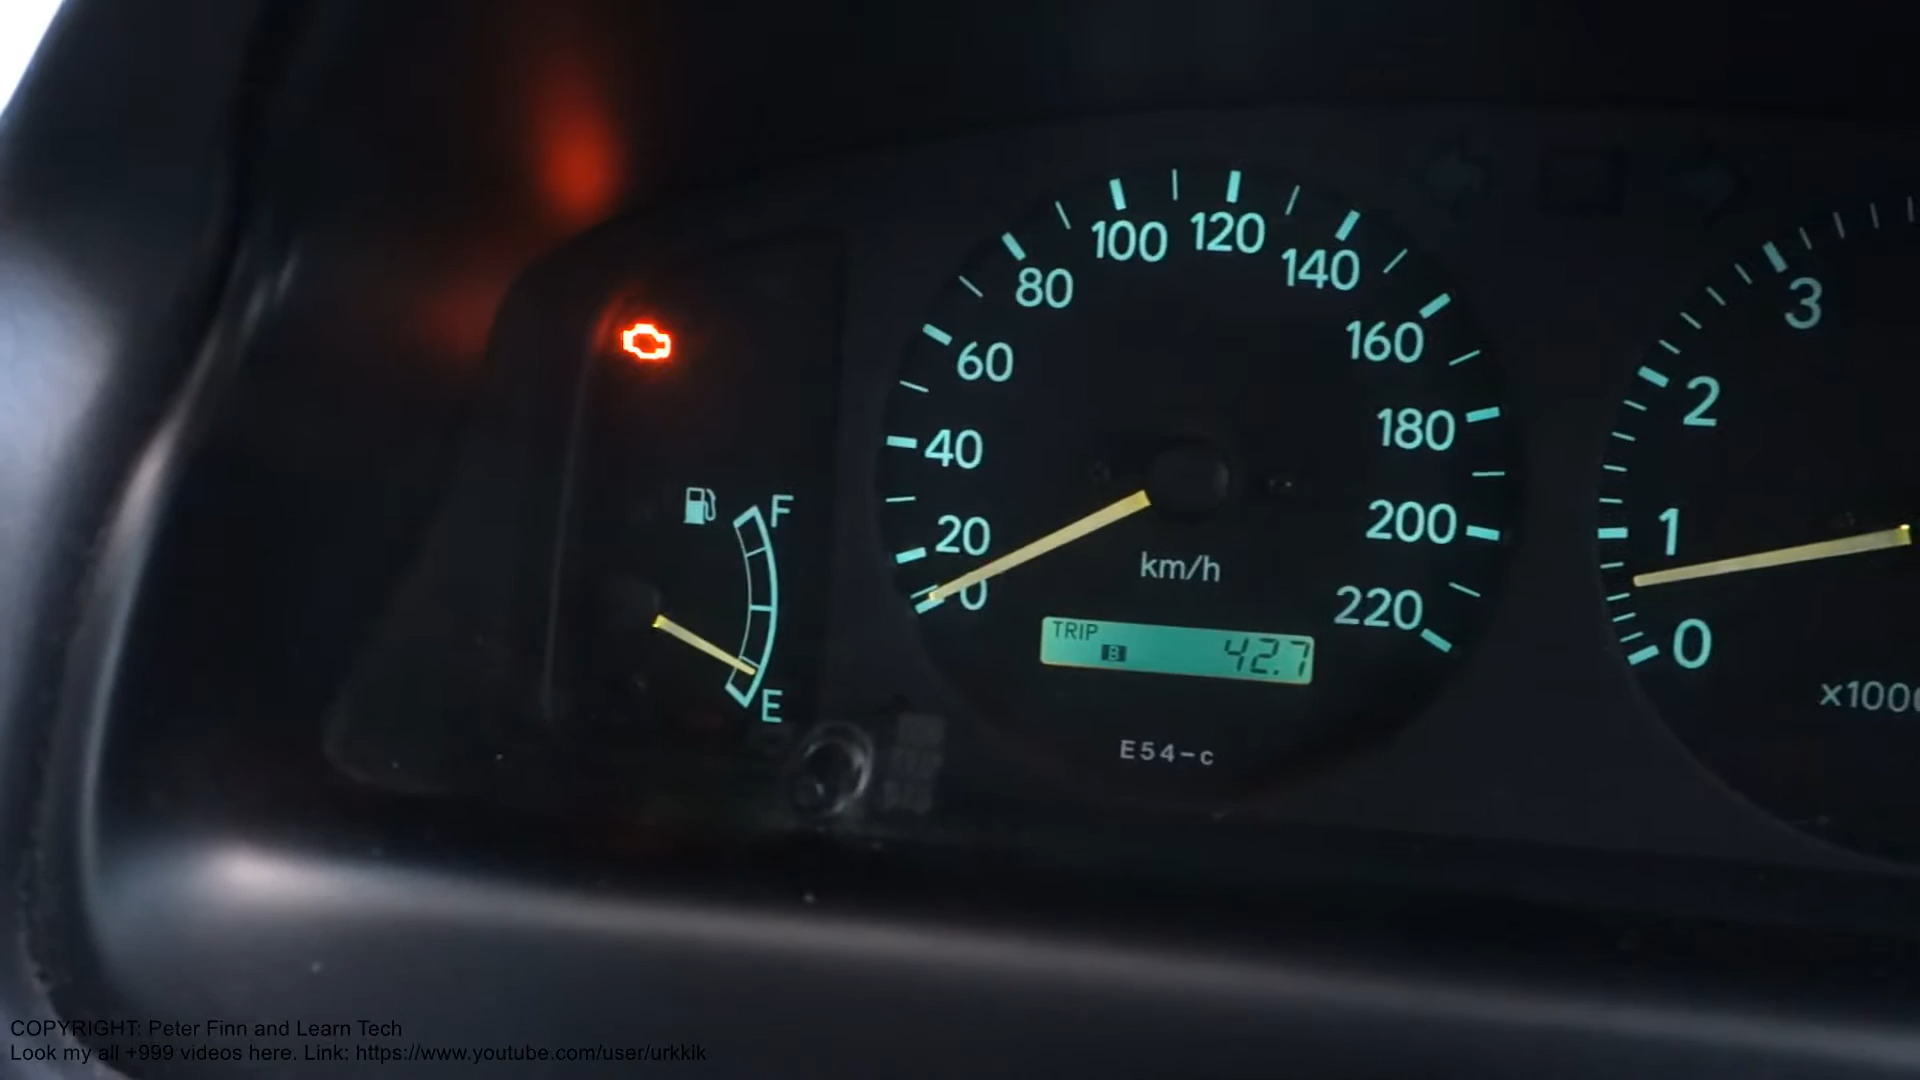 F
E
0
20
40
60
80
100
120
140
160
180
200
220
km/h
TRIP
B
42.7
E54-c
0
1
2
3
COPYRIGHT: Peter Finn and Learn Tech
Look my all +999 videos here. Link: https://www.youtube.com/user/urkkik